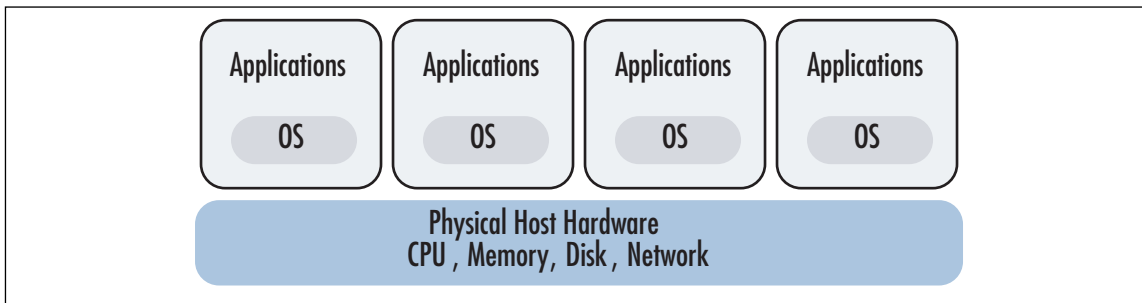 Applications
Applications
Applications
Applications
OS
OS
OS
OS
Physical Host Hardware
CPU , Memory, Disk , Network